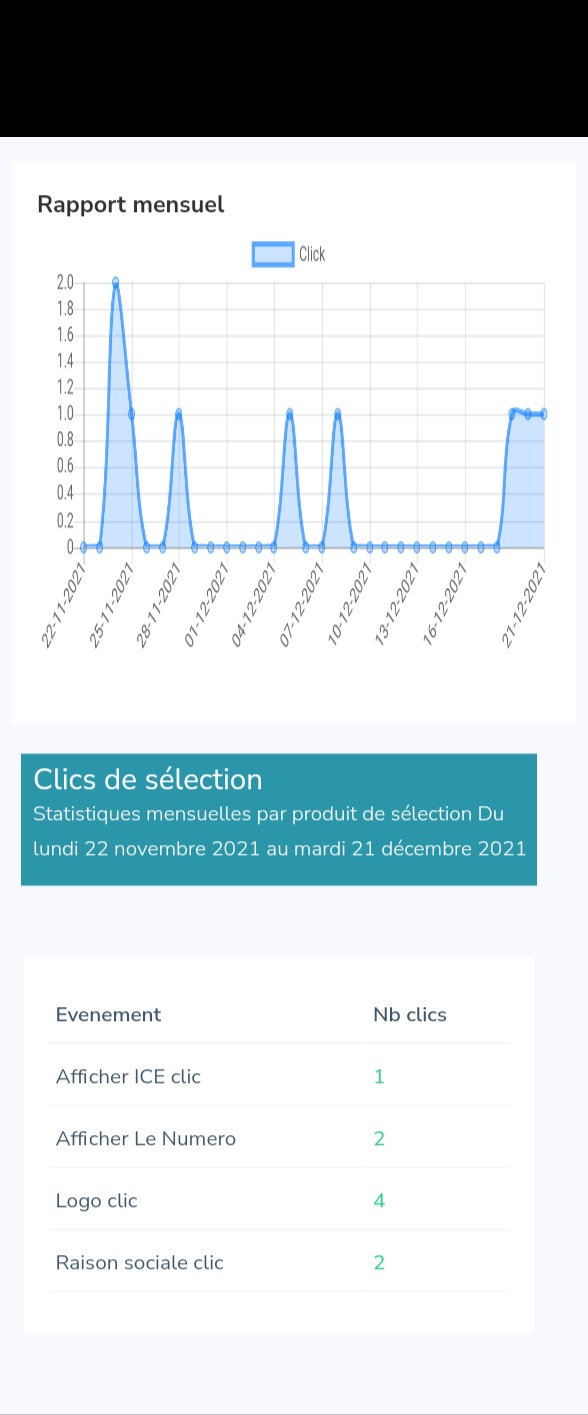 Rapport mensuel
Click
2.0
1.8
1.6
1.4
1.2
1.0
0.8
0.6
0.4
0.2
0
22-11-2021 25-11-2021 28-11-2021 01-12-2021 04-12-2021 07-12-2021 10-12-2021 13-12-2021 16-12-2021 21-12-2021
Clics de sélection
Statistiques mensuelles par produit de sélection Du
lundi 22 novembre 2021 au mardi 21 décembre 2021
Evenement Nb clics
Afficher ICE clic 1
Afficher Le Numero 2
Logo clic 4
Raison sociale clic 2